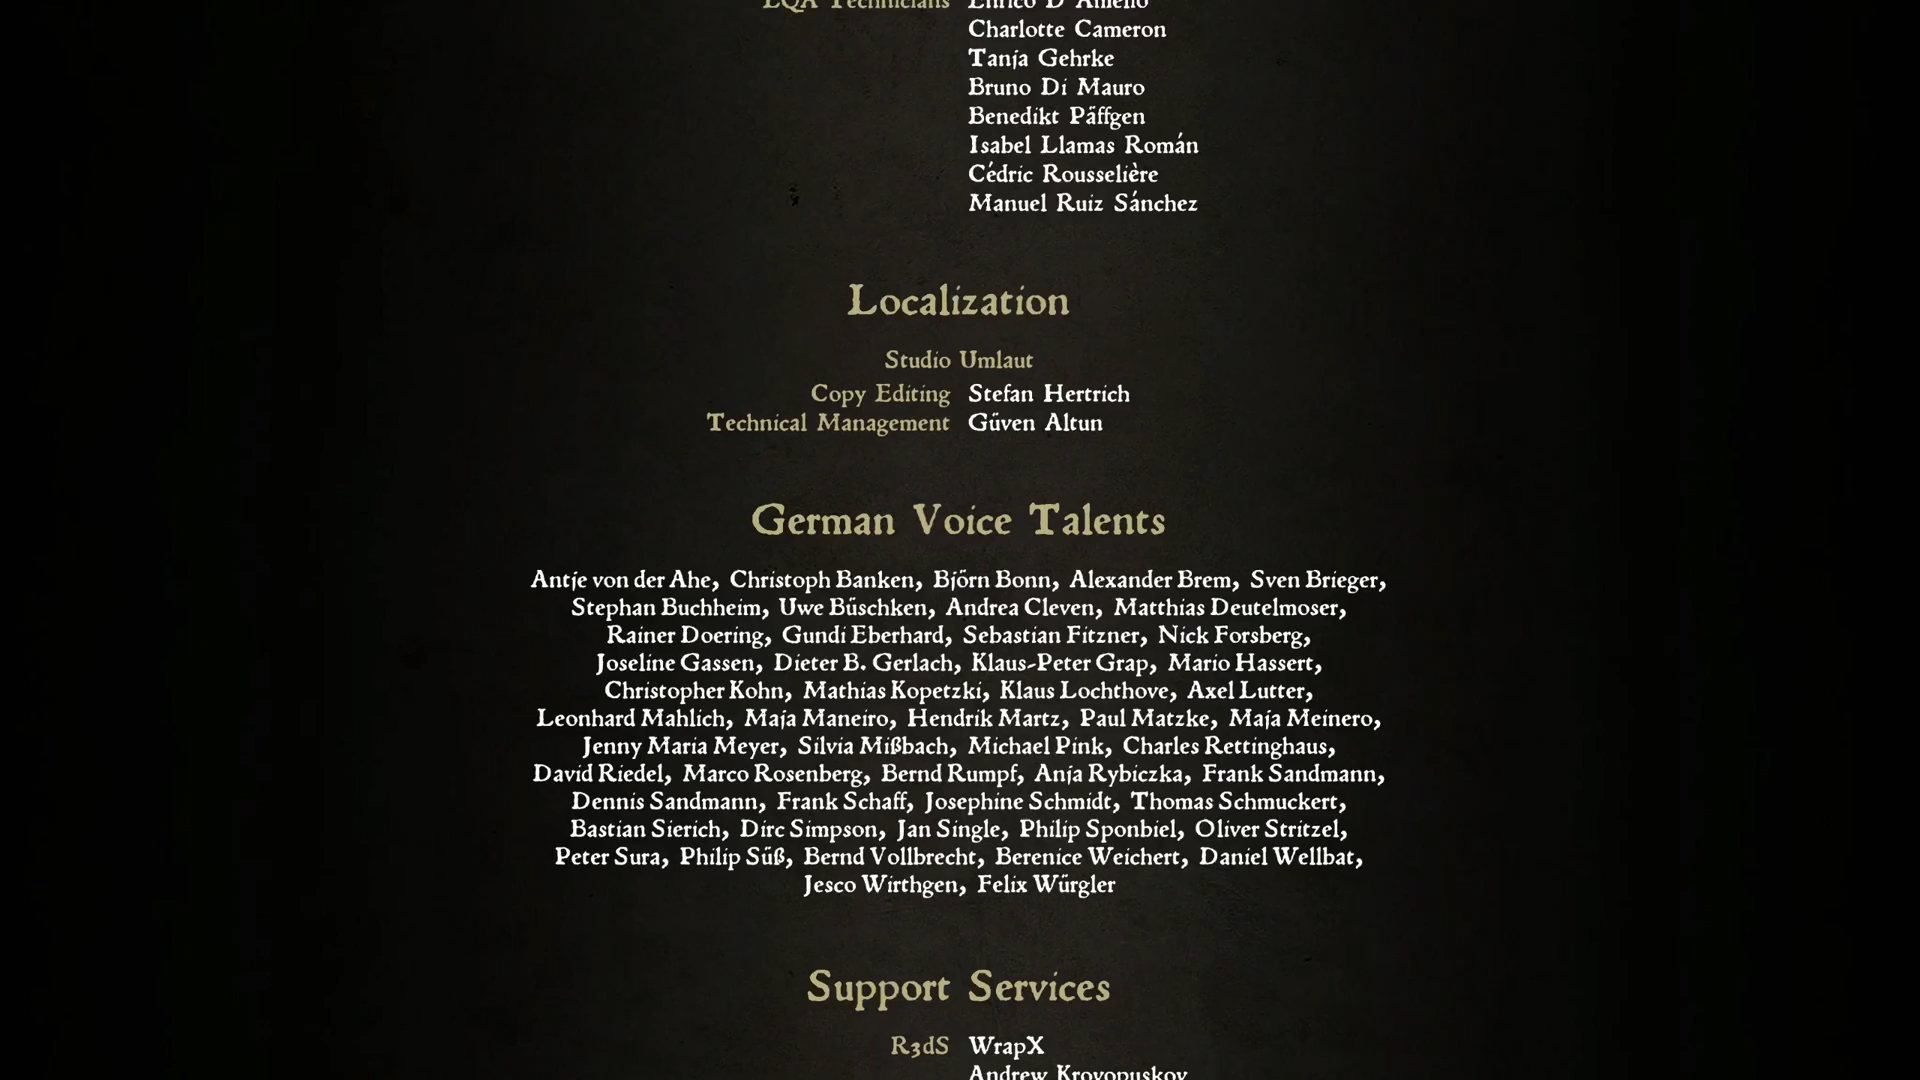 LQA Technicians Enrico D'Amelio
Charlotte Cameron
Tanja Gehrke
Bruno Di Mauro
Benedikt Päffgen
Isabel Llamas Román
Cédric Rousselière
Manuel Ruiz Sánchez
Localization
Studio Umlaut
Copy Editing Stefan Hertrich
Technical Management Güven Altun
German Voice Talents
Antje von der Ahe, Christoph Banken, Björn Bonn, Alexander Brem, Sven Brieger,
Stephan Buchheim, Uwe Büschken, Andrea Cleven, Matthias Deutelmoser,
Rainer Doering, Gundi Eberhard, Sebastian Fitzner, Nick Forsberg,
Joseline Gassen, Dieter B. Gerlach, Klaus-Peter Grap, Mario Hassert,
Christopher Kohn, Mathias Kopetzki, Klaus Lochthove, Axel Lutter,
Leonhard Mahlich, Maja Maneiro, Hendrik Martz, Paul Matzke, Maja Meinero,
Jenny Maria Meyer, Silvia Mißbach, Michael Pink, Charles Rettinghaus,
David Riedel, Marco Rosenberg, Bernd Rumpf, Anja Rybiczka, Frank Sandmann,
Dennis Sandmann, Frank Schaff, Josephine Schmidt, Thomas Schmuckert,
Bastian Sierich, Dirc Simpson, Jan Single, Philip Sponbiel, Oliver Stritzel,
Peter Sura, Philip Süß, Bernd Vollbrecht, Berenice Weichert, Daniel Wellbat,
Jesco Wirthgen, Felix Würgler
Support Services
R3dS WrapX
Andrew Krovopuskov